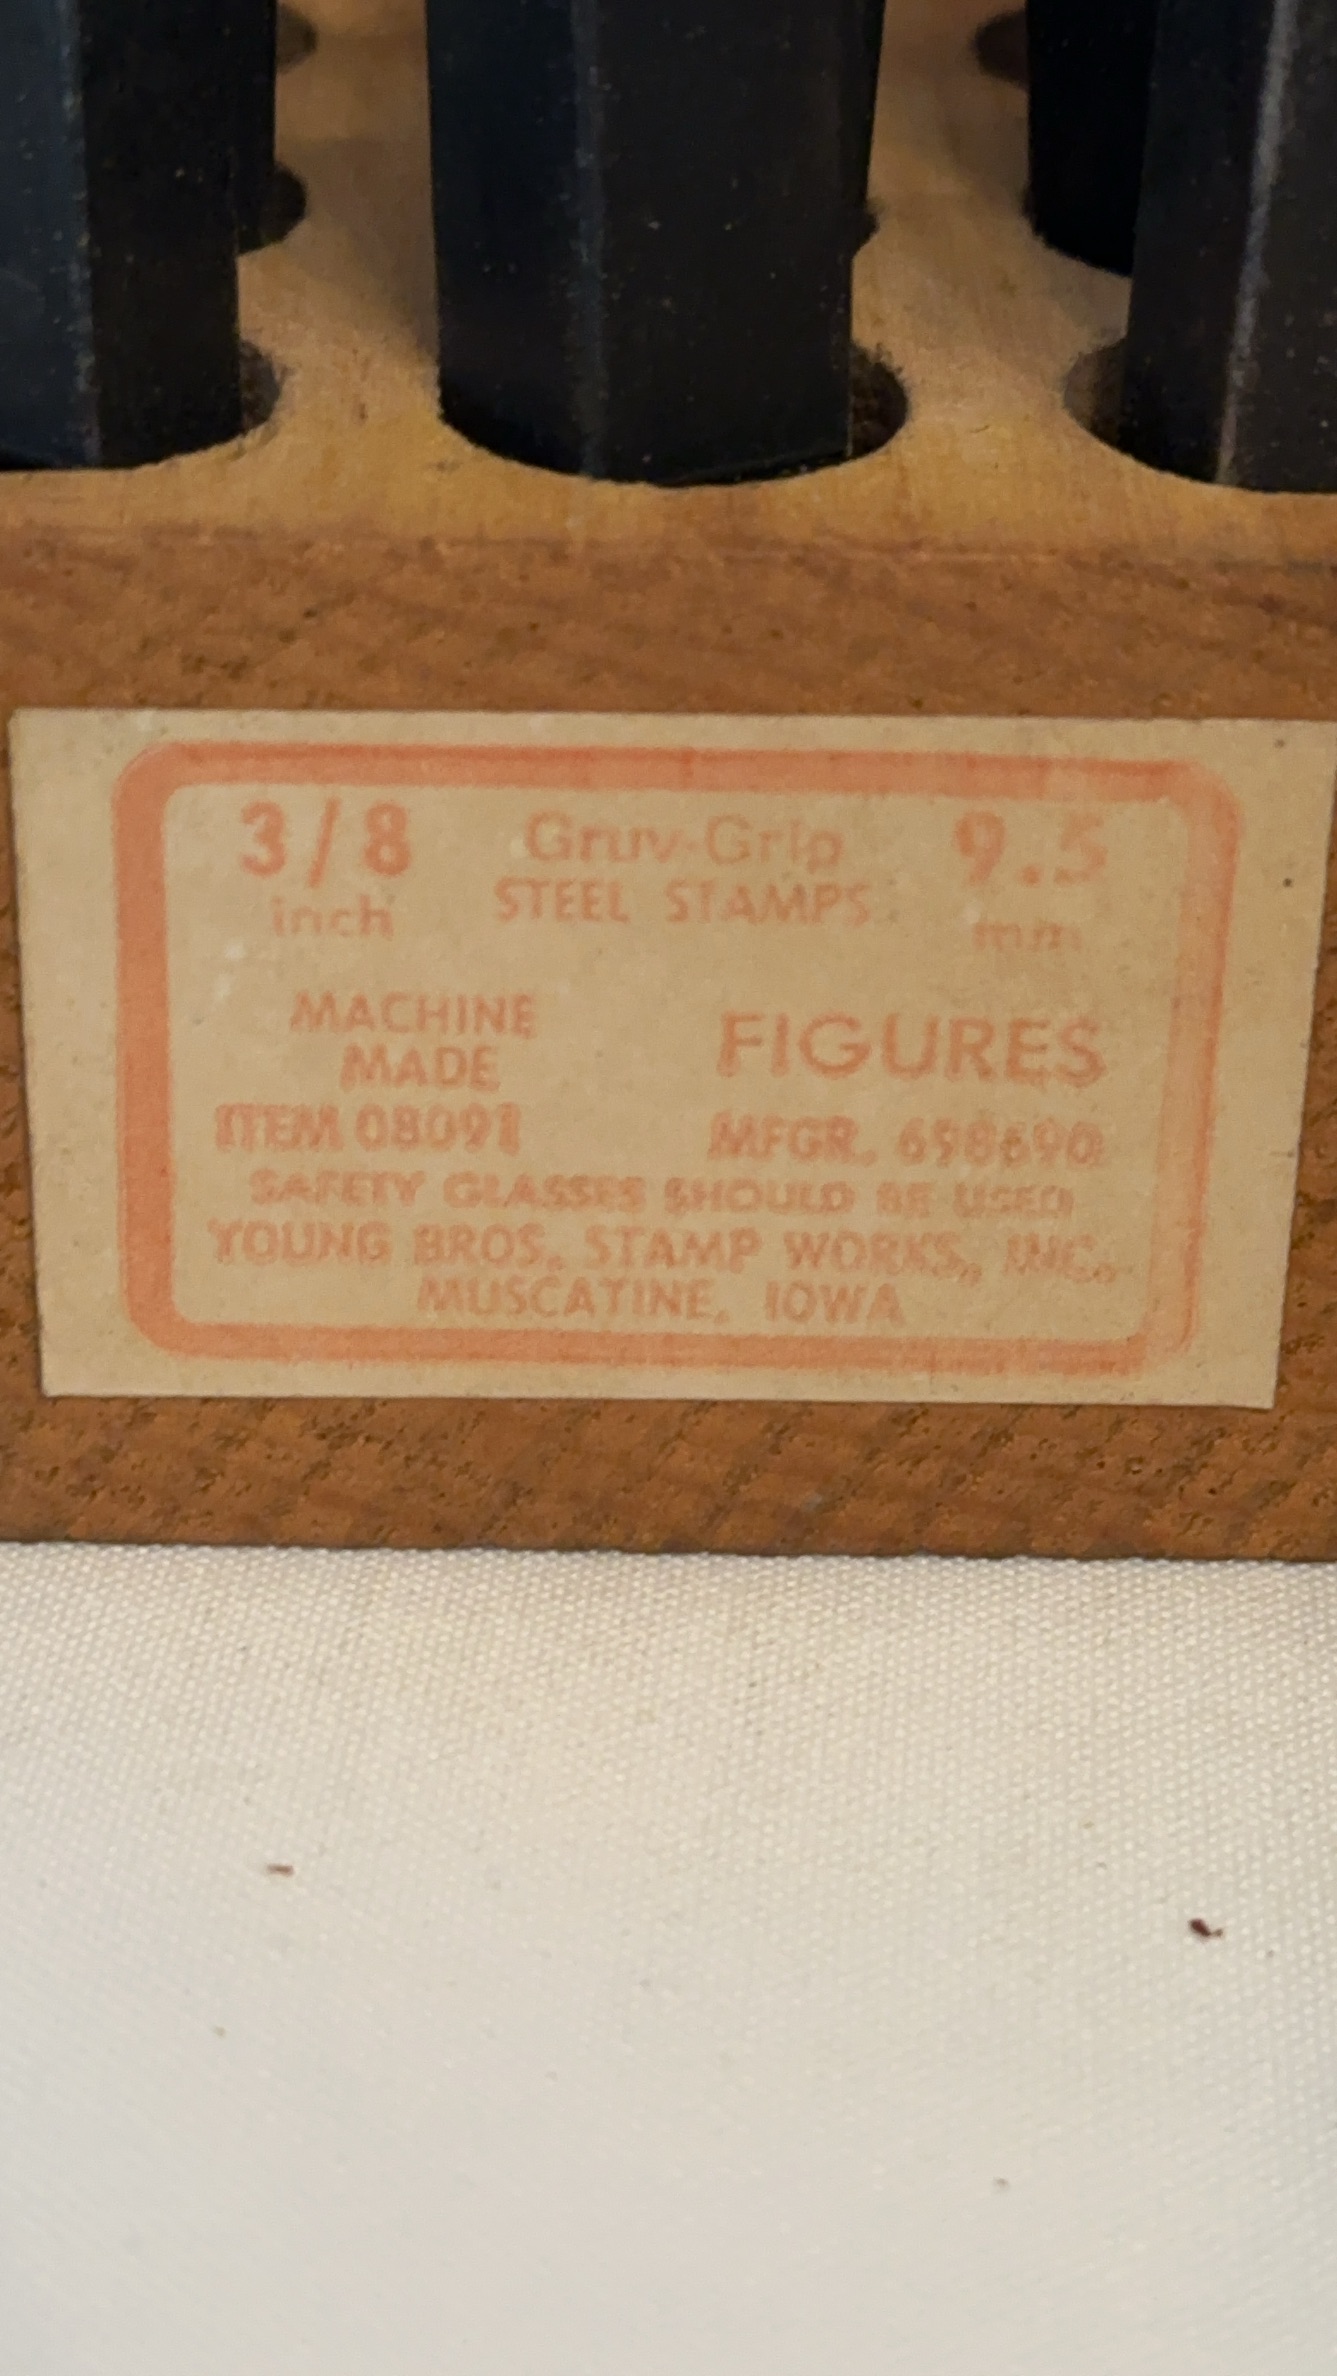 3/8 Gruv-Grip 9.5
inch STEEL STAMPS mm
MACHINE
MADE FIGURES
ITEM 08091 MFGR. 698690
SAFETY GLASSES SHOULD BE USED
YOUNG BROS. STAMP WORKS, INC.,
MUSCATINE, IOWA